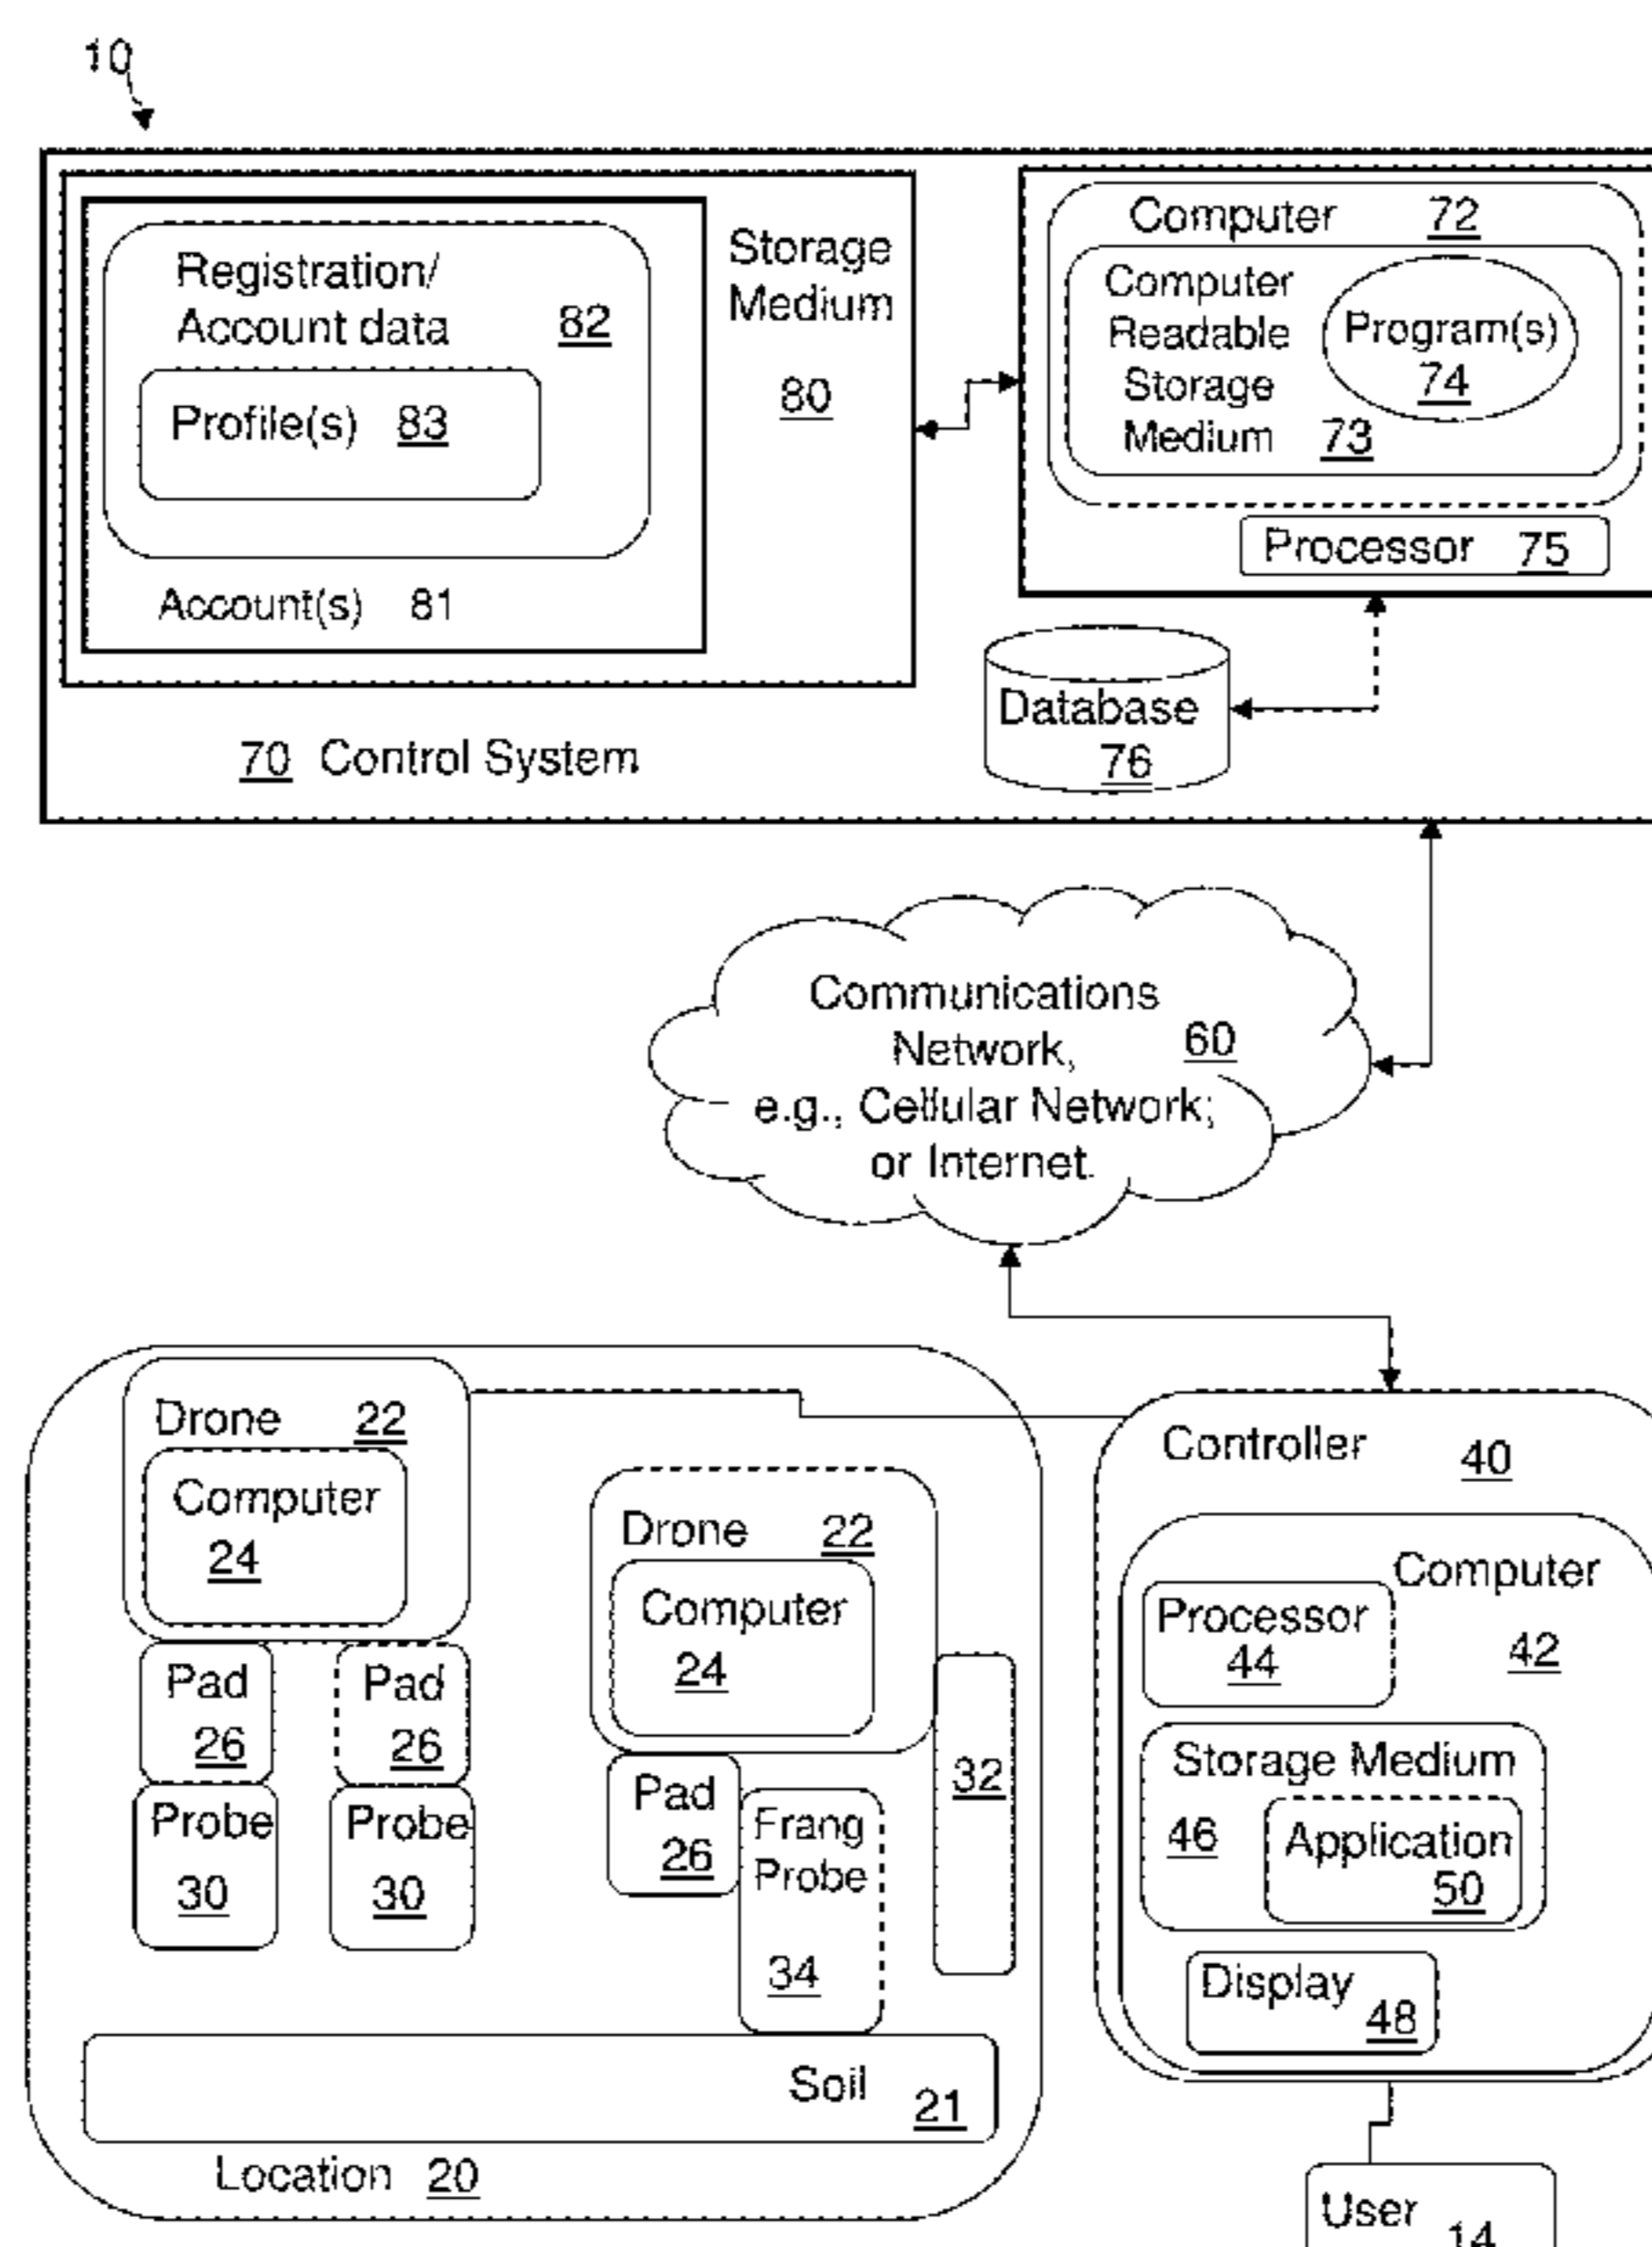 10
Registration/
Account data 82
Profile(s) 83
Account(s) 81
Storage
Medium
80
70 Control System
Computer 72
Computer
Readable
Storage
Medium 73
Program(s)
74
Processor 75
Database
76
Communications
Network,
e.g., Cellular Network;
or Internet.
60
Drone 22
Computer
24
Pad
26
Pad
26
Probe
30
Probe
30
Drone 22
Computer
24
Pad
26
Frang
Probe
34
32
Soil 21
Location 20
Controller 40
Computer
42
Processor
44
Storage Medium
46
Application
50
Display
48
User
14